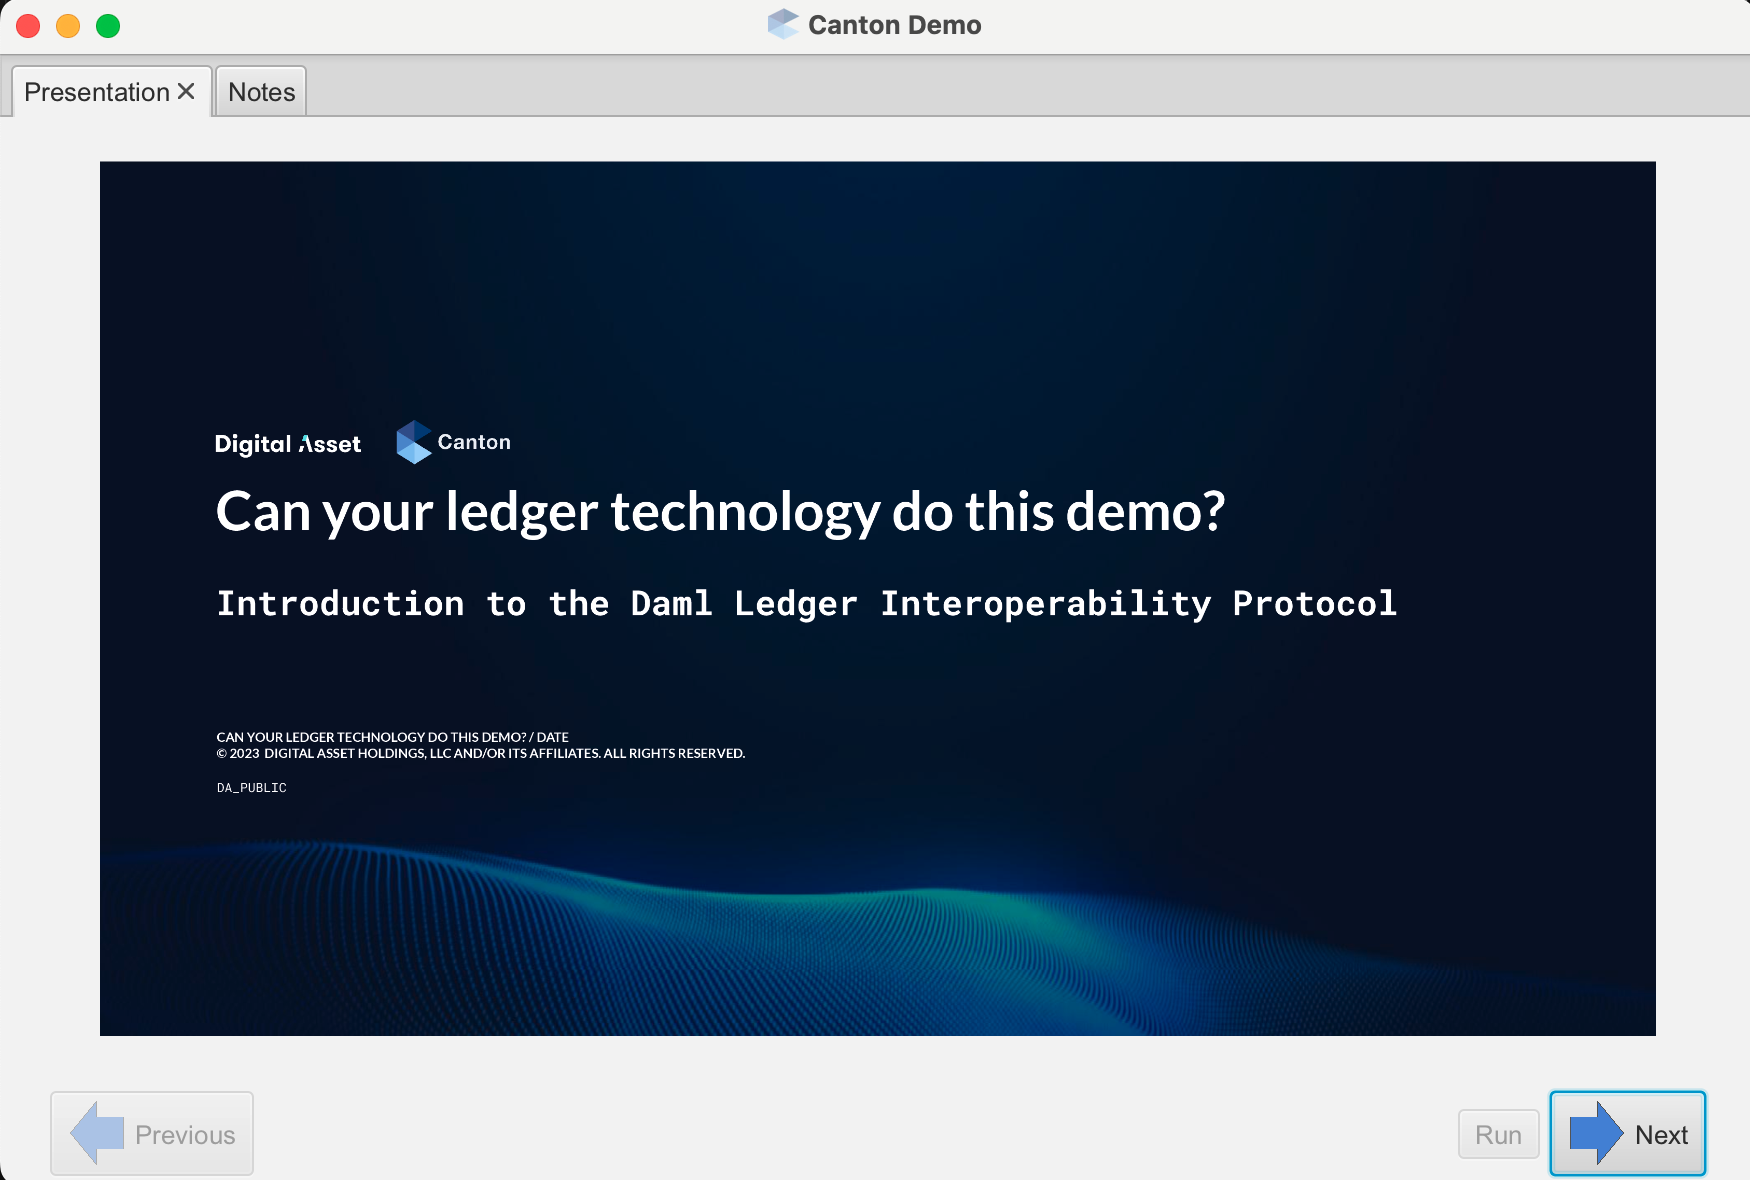 Canton Demo
Presentation
Notes
Digital Asset
Canton
Can your ledger technology do this demo?
Introduction to the Daml Ledger Interoperability Protocol
CAN YOUR LEDGER TECHNOLOGY DO THIS DEMO? / DATE
© 2023 DIGITAL ASSET HOLDINGS, LLC AND/OR ITS AFFILIATES. ALL RIGHTS RESERVED.
DA_PUBLIC
Previous
Run
Next